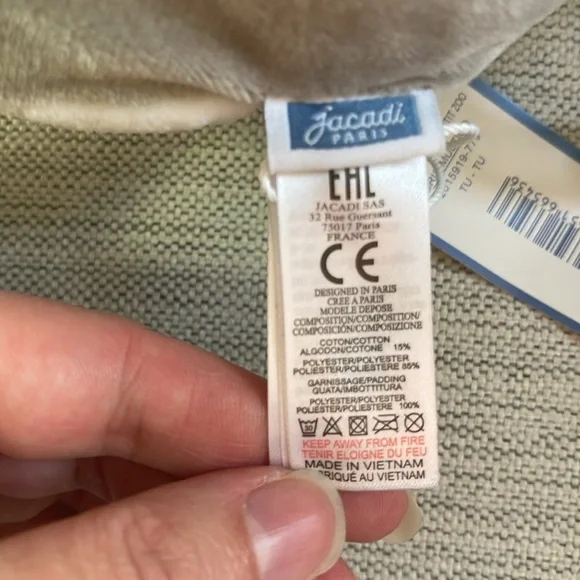 jacadi
PARIS
EAC
JACADI SAS
32 Rue Guersant
75017 Paris
FRANCE
CE
DESIGNED IN PARIS
CREE A PARIS
MODELE DEPOSE
COMPOSITION/COMPOSITION/
COMPOSICIÓN/COMPOSIZIONE
COTON/COTTON
ALGODON/COTONE 15%
POLYESTER/POLYESTER
POLIESTER/POLIESTERE 85%
GARNISSAGE/PADDING
GUATA/IMBOTTITURA
POLYESTER/POLYESTER
POLIESTER/POLIESTERE 100%
30
KEEP AWAY FROM FIRE
TENIR ELOIGNE DU FEU
MADE IN VIETNAM
RIQUÉ AU VIETNAM
TU - TU